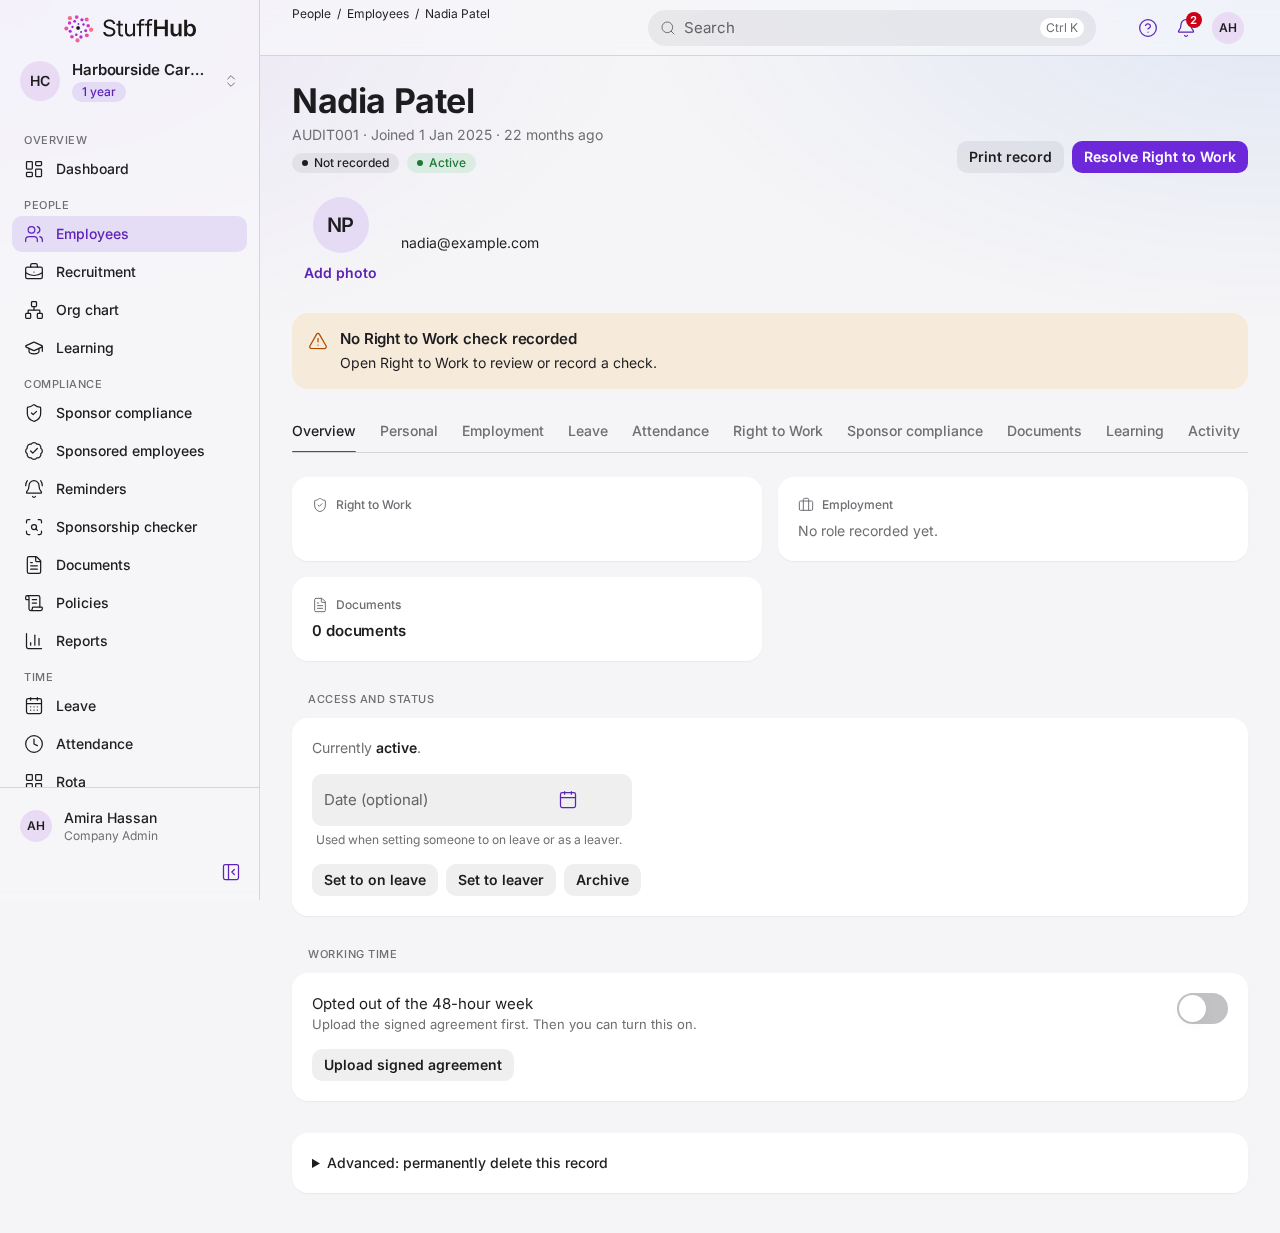 StuffHub
People / Employees / Nadia Patel
Search
Ctrl K
2
AH
HC
Harbourside Car...
1 year
OVERVIEW
Dashboard
PEOPLE
Employees
Recruitment
Org chart
Learning
COMPLIANCE
Sponsor compliance
Sponsored employees
Reminders
Sponsorship checker
Documents
Policies
Reports
TIME
Leave
Attendance
Rota
AH
Amira Hassan
Company Admin
Nadia Patel
AUDIT001 · Joined 1 Jan 2025 · 22 months ago
Not recorded
Active
Print record
Resolve Right to Work
NP
nadia@example.com
Add photo
No Right to Work check recorded
Open Right to Work to review or record a check.
Overview Personal Employment Leave Attendance Right to Work Sponsor compliance Documents Learning Activity
Right to Work
Employment
No role recorded yet.
Documents
0 documents
ACCESS AND STATUS
Currently active.
Date (optional)
Used when setting someone to on leave or as a leaver.
Set to on leave
Set to leaver
Archive
WORKING TIME
Opted out of the 48-hour week
Upload the signed agreement first. Then you can turn this on.
Upload signed agreement
Advanced: permanently delete this record